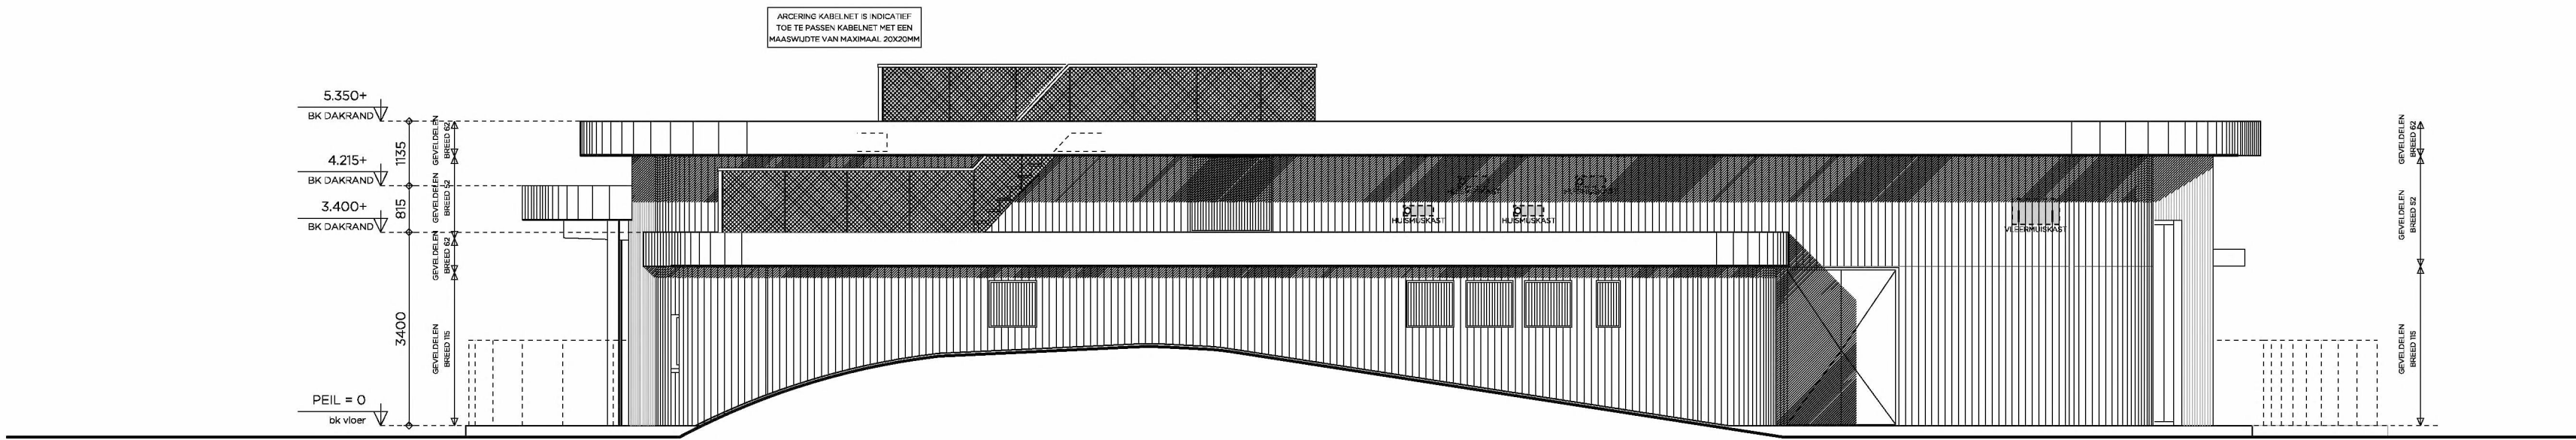 ARCERING KABELNET IS INDICATIEF
TOE TE PASSEN KABELNET MET EEN
MAASWIJDTE VAN MAXIMAAL 20X20MM
5.350+
BK DAKRAND
4.215+
BK DAKRAND
3.400+
BK DAKRAND
PEIL = 0
bk vloer
1135
815
3400
GEVELDELEN
BREED 62
GEVELDELEN
BREED 52
GEVELDELEN
BREED 62
GEVELDELEN
BREED 115
HUISMUSKAST
HUISMUSKAST
VLEERMUISKAST
GEVELDELEN
BREED 62
GEVELDELEN
BREED 52
GEVELDELEN
BREED 115